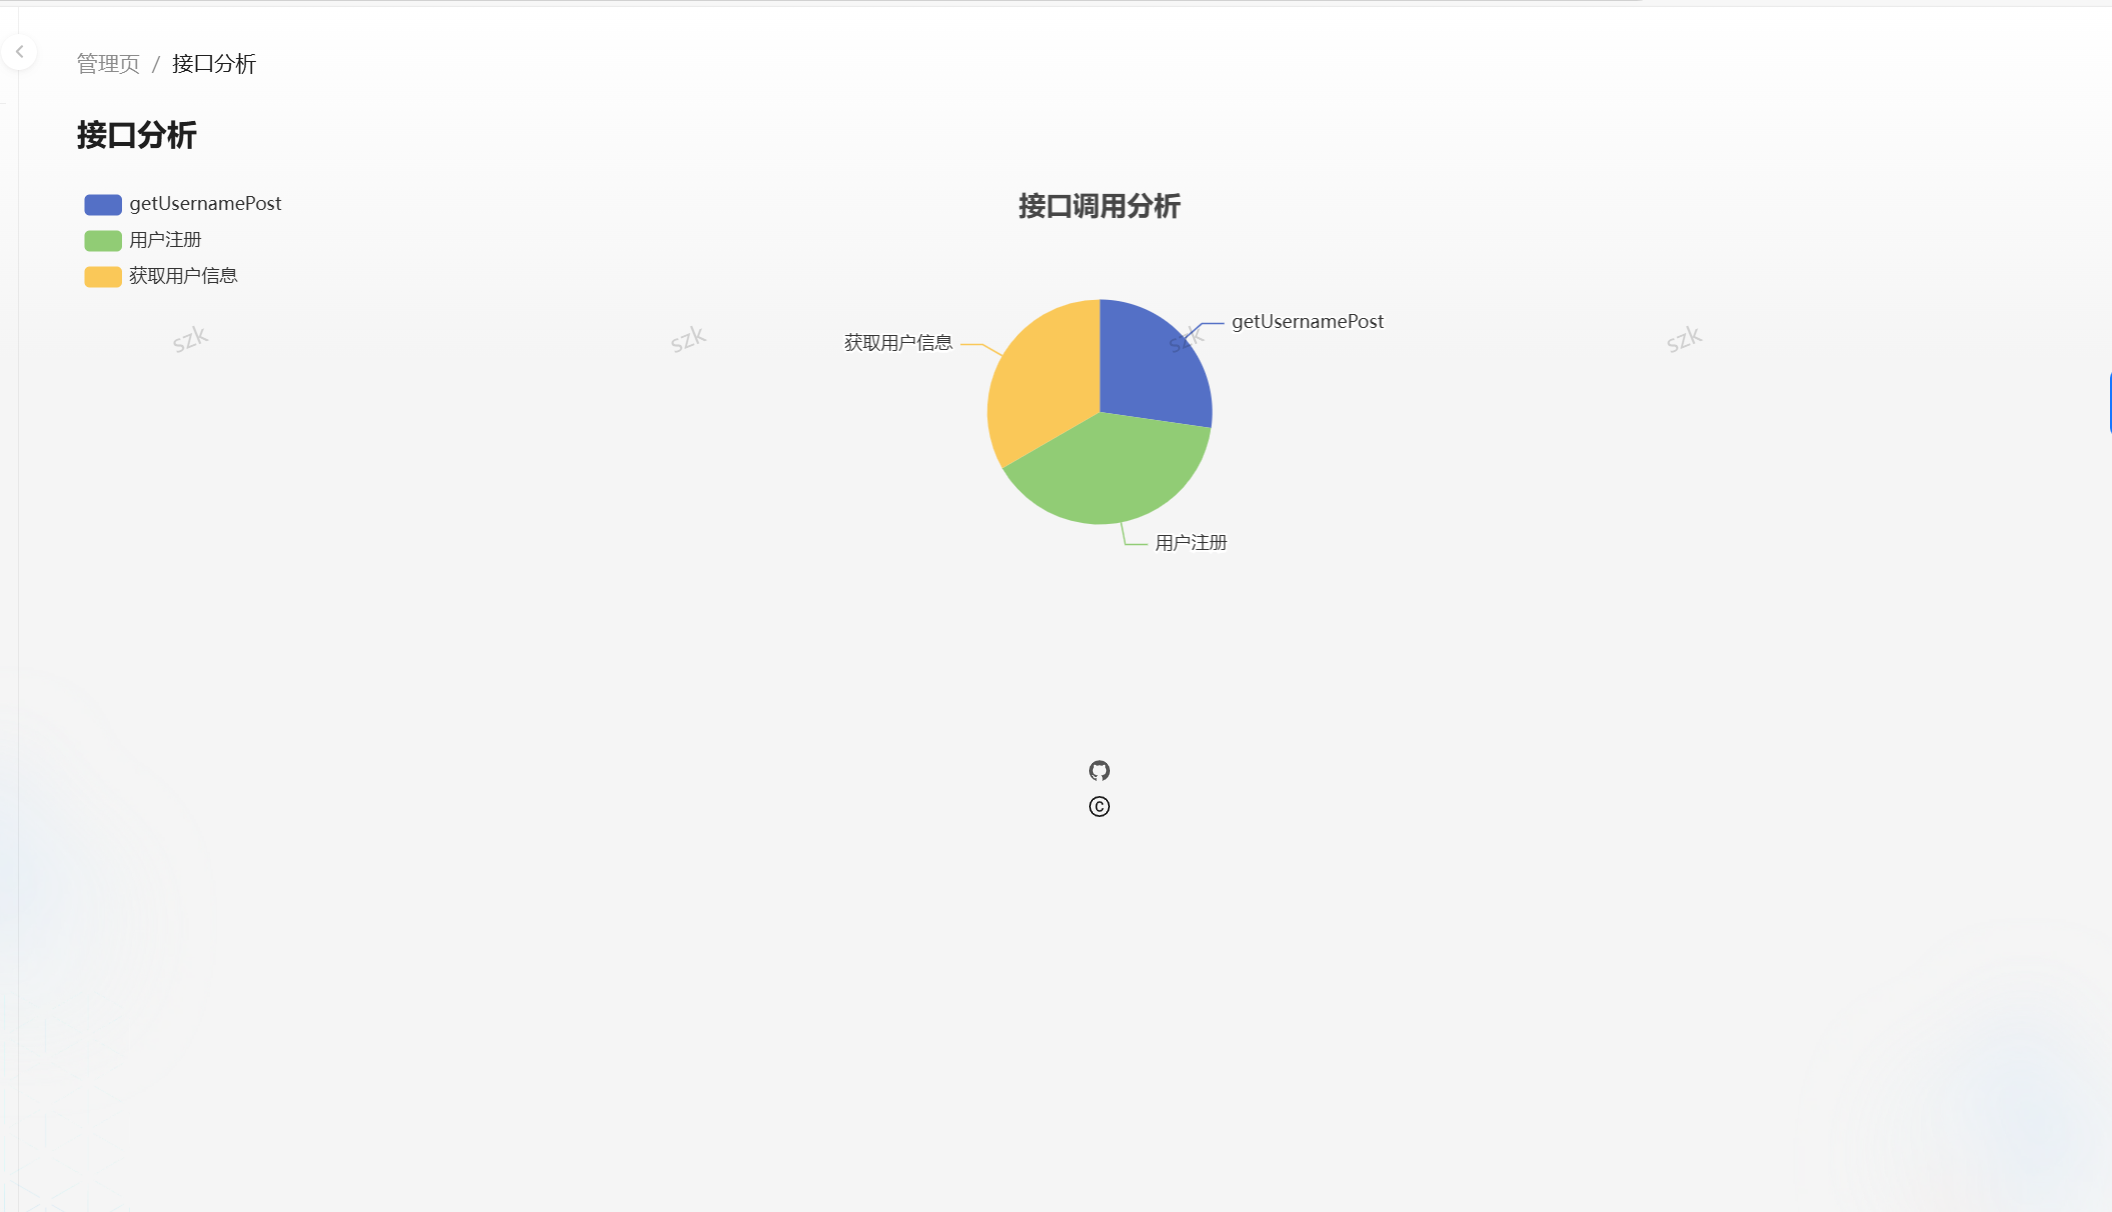 管理页 / 接口分析
接口分析
getUsernamePost
用户注册
获取用户信息
接口调用分析
getUsernamePost
获取用户信息
szk szk szk szk
用户注册